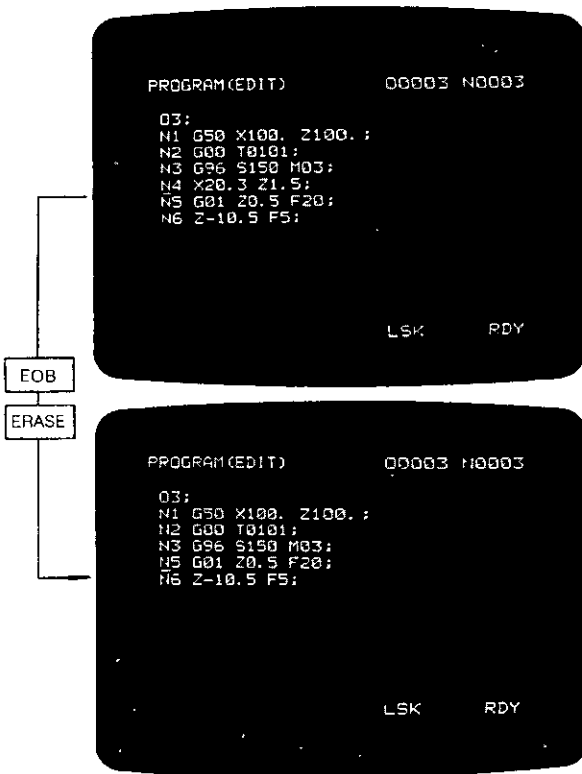 PROGRAM(EDIT) O0003 N0003
O3;
N1 G50 X100. Z100. ;
N2 G00 T0101;
N3 G96 S150 M03;
N4 X20.3 Z1.5;
N5 G01 Z0.5 F20;
N6 Z-10.5 F5;
LSK RDY
EOB
ERASE
PROGRAM(EDIT) O0003 N0003
O3;
N1 G50 X100. Z100. ;
N2 G00 T0101;
N3 G96 S150 M03;
N5 G01 Z0.5 F20;
N6 Z-10.5 F5;
LSK RDY